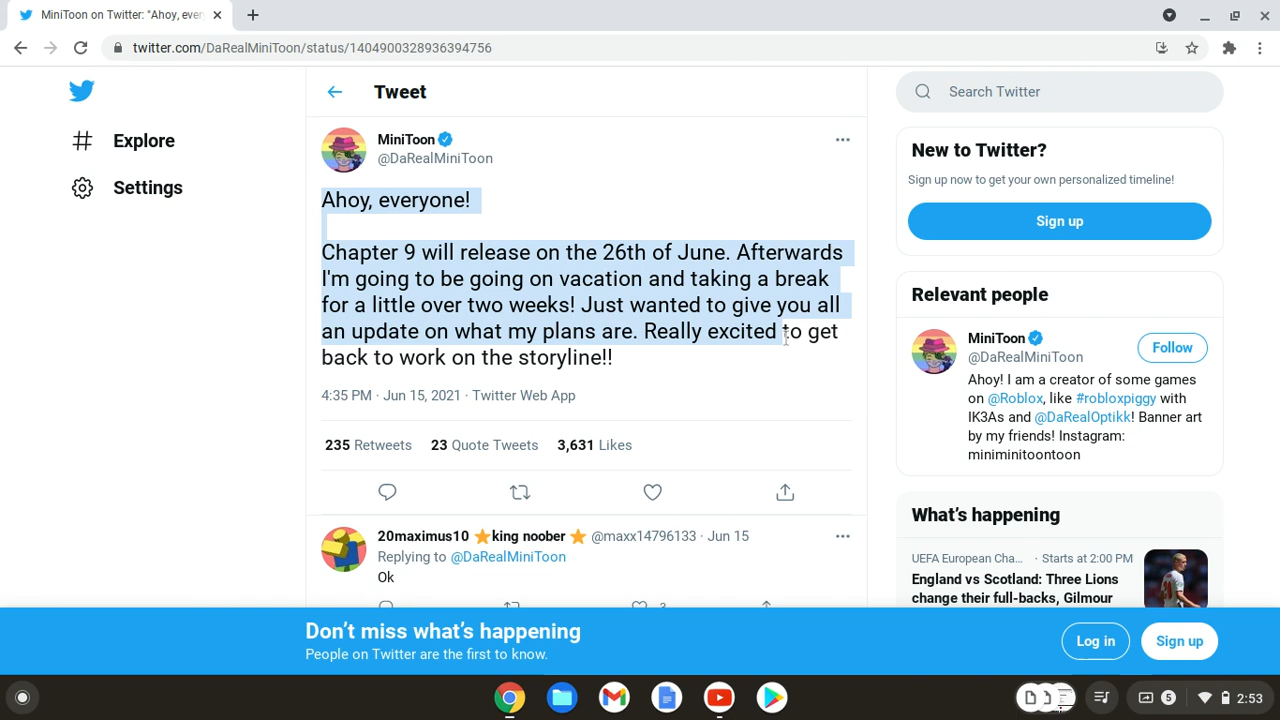 MiniToon on Twitter: "Ahoy, ever
twitter.com/DaRealMiniToon/status/1404900328936394756
Explore
Settings
Tweet
MiniToon
@DaRealMiniToon
Ahoy, everyone!
Chapter 9 will release on the 26th of June. Afterwards
I'm going to be going on vacation and taking a break
for a little over two weeks! Just wanted to give you all
an update on what my plans are. Really excited to get
back to work on the storyline!!
4:35 PM · Jun 15, 2021 · Twitter Web App
235 Retweets 23 Quote Tweets 3,631 Likes
20maximus10 ⭐king noober ⭐ @maxx14796133 · Jun 15
Replying to @DaRealMiniToon
Ok
3
Search Twitter
New to Twitter?
Sign up now to get your own personalized timeline!
Sign up
Relevant people
MiniToon
@DaRealMiniToon
Follow
Ahoy! I am a creator of some games
on @Roblox, like #robloxpiggy with
IK3As and @DaRealOptikk! Banner art
by my friends! Instagram:
miniminitoontoon
What's happening
UEFA European Cha... · Starts at 2:00 PM
England vs Scotland: Three Lions
change their full-backs, Gilmour
Don't miss what's happening
People on Twitter are the first to know.
Log in
Sign up
5
2:53